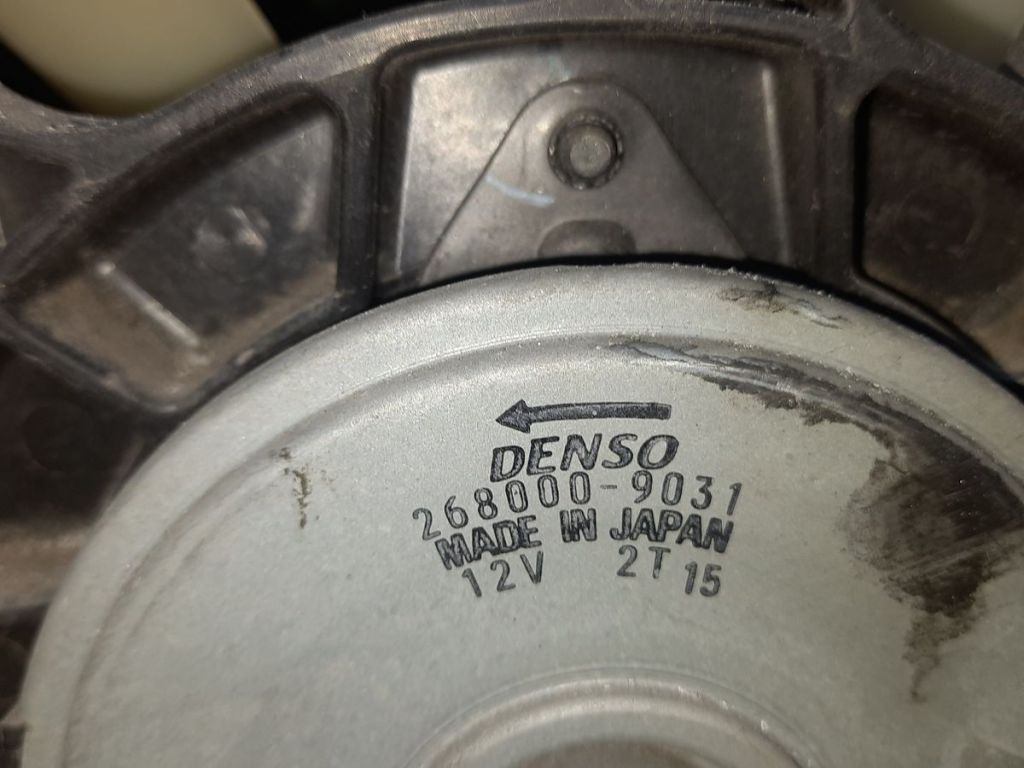 DENSO
268000-9031
MADE IN JAPAN
12V 2T 15